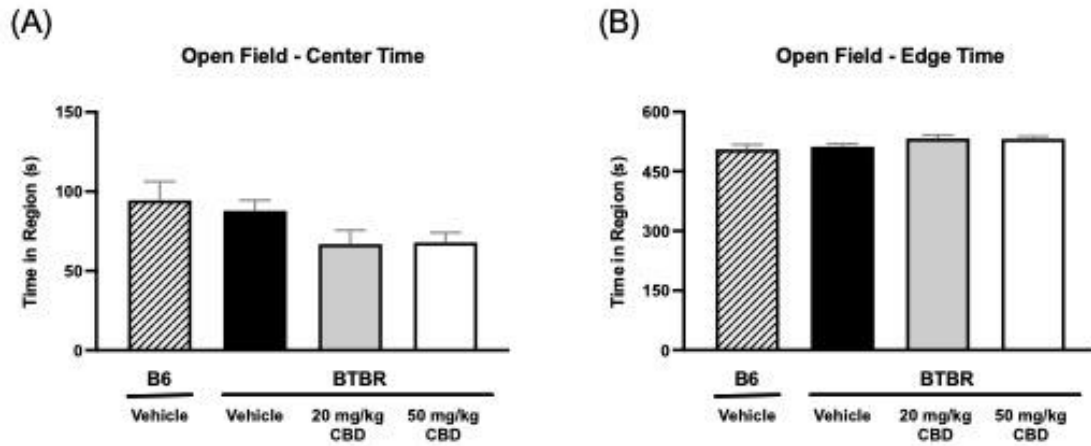 (A)
Open Field - Center Time
Time in Region (s)
150
100
50
0
B6
BTBR
Vehicle
Vehicle
20 mg/kg
CBD
50 mg/kg
CBD
(B)
Open Field - Edge Time
Time in Region (s)
600
450
300
150
0
B6
BTBR
Vehicle
Vehicle
20 mg/kg
CBD
50 mg/kg
CBD